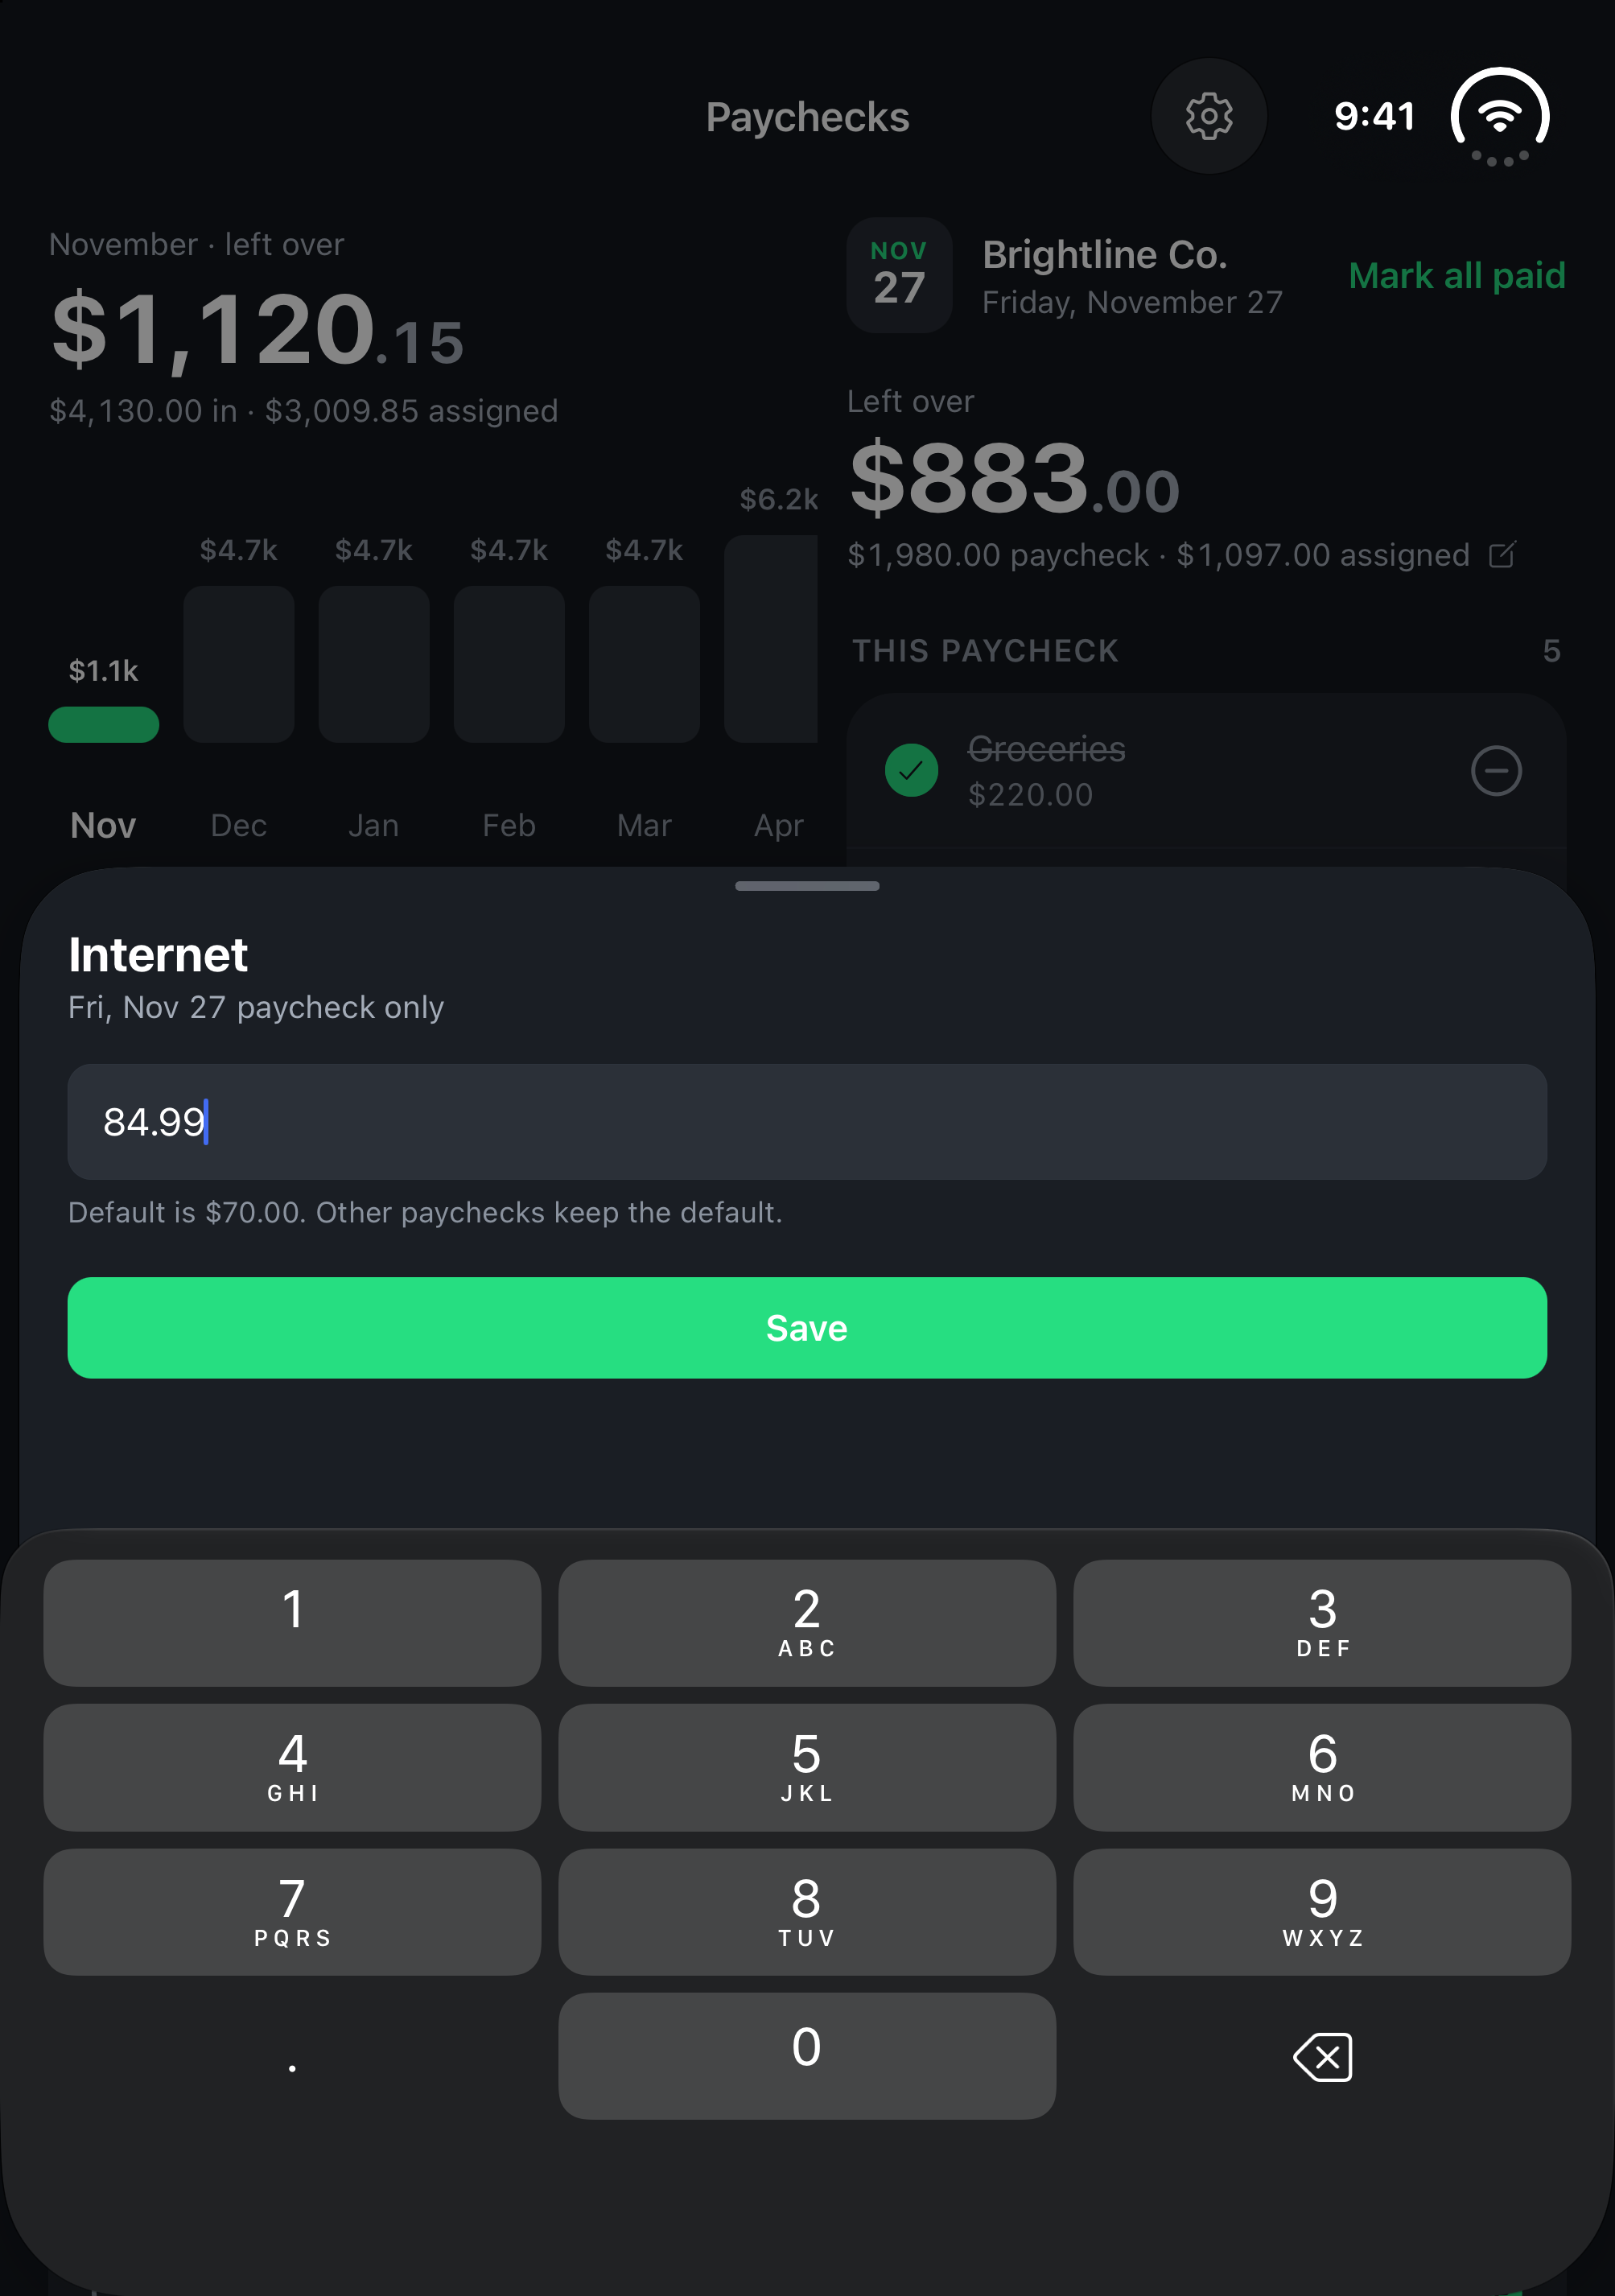 Paychecks
9:41
November · left over
$1,120.15
$4,130.00 in · $3,009.85 assigned
$1.1k
$4.7k
$4.7k
$4.7k
$4.7k
$6.2k
Nov
Dec
Jan
Feb
Mar
Apr
NOV
27
Brightline Co.
Friday, November 27
Mark all paid
Left over
$883.00
$1,980.00 paycheck · $1,097.00 assigned
THIS PAYCHECK
5
Groceries
$220.00
Internet
Fri, Nov 27 paycheck only
84.99
Default is $70.00. Other paychecks keep the default.
Save
1
2
ABC
3
DEF
4
GHI
5
JKL
6
MNO
7
PQRS
8
TUV
9
WXYZ
.
0